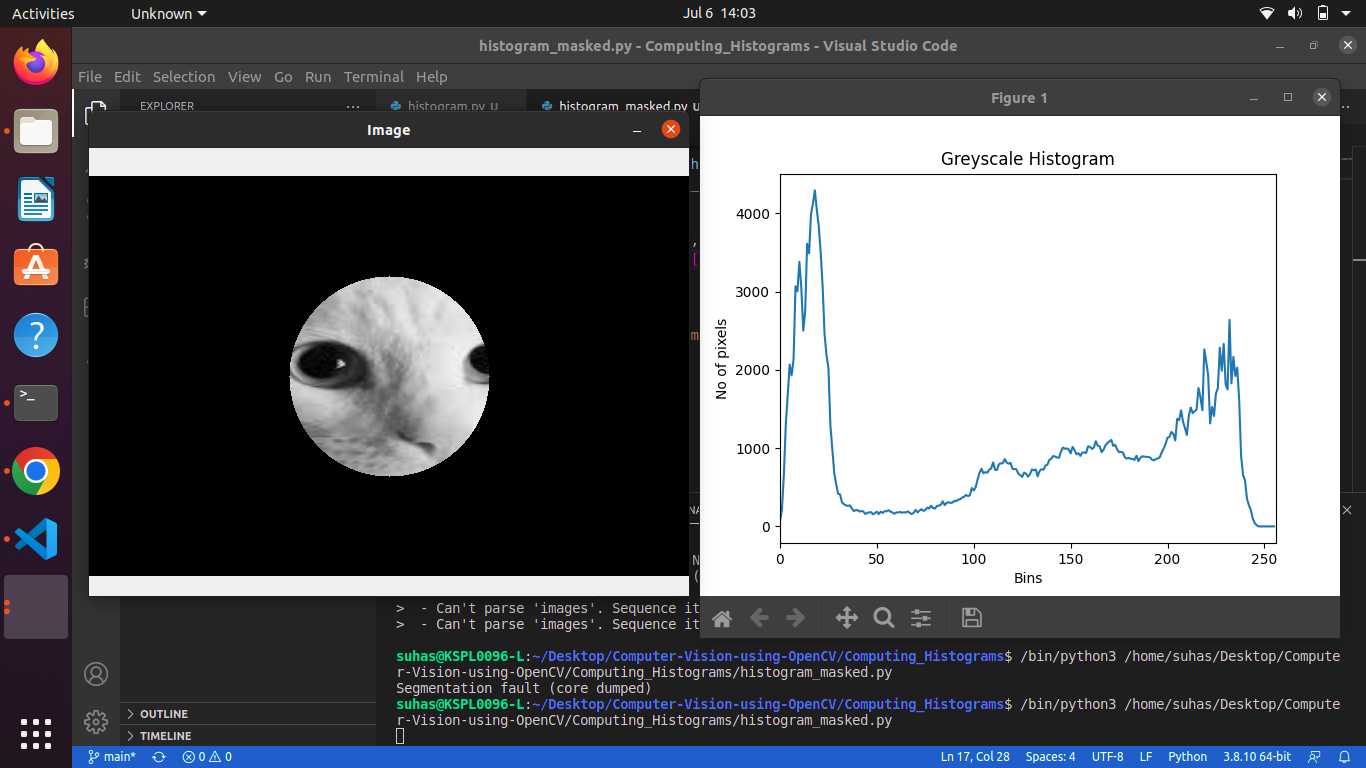 Activities
Unknown
Jul 6 14:03
histogram_masked.py - Computing_Histograms - Visual Studio Code
File Edit Selection View Go Run Terminal Help
EXPLORER
histogram.py U
histogram_masked.py U
Image
Figure 1
Greyscale Histogram
No of pixels
4000
3000
2000
1000
0
0 50 100 150 200 250
Bins
> - Can't parse 'images'. Sequence it
> - Can't parse 'images'. Sequence it
suhas@KSPL0096-L:~/Desktop/Computer-Vision-using-OpenCV/Computing_Histograms$ /bin/python3 /home/suhas/Desktop/Compute
r-Vision-using-OpenCV/Computing_Histograms/histogram_masked.py
Segmentation fault (core dumped)
suhas@KSPL0096-L:~/Desktop/Computer-Vision-using-OpenCV/Computing_Histograms$ /bin/python3 /home/suhas/Desktop/Compute
r-Vision-using-OpenCV/Computing_Histograms/histogram_masked.py
OUTLINE
TIMELINE
main* 0 0 Ln 17, Col 28 Spaces: 4 UTF-8 LF Python 3.8.10 64-bit